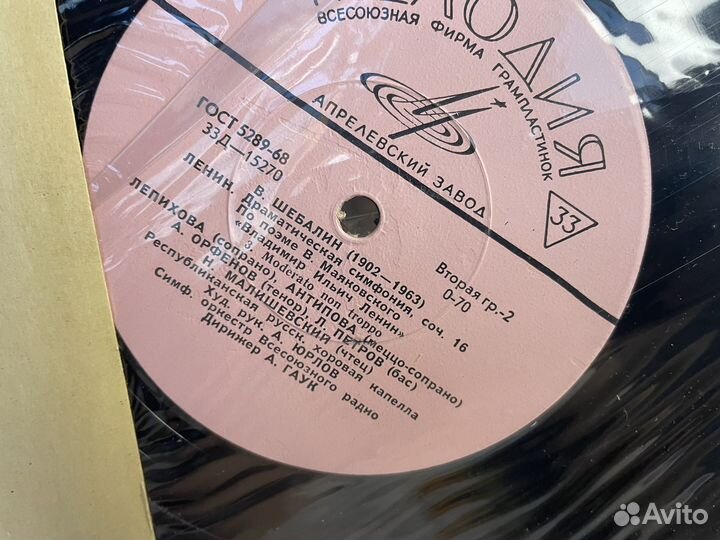 ЛОДИЯ
ВСЕСОЮЗНАЯ ФИРМА ГРАМПЛАСТИНОК
АПРЕЛЕВСКИЙ ЗАВОД
33
ГОСТ 5289-68
33Д—15270
Вторая гр.-2
0-70
В. ШЕБАЛИН (1902—1963)
ЛЕНИН. Драматическая симфония, соч. 16
По поэме В. Маяковского
«Владимир Ильич Ленин»
3. Moderato non troppo
ЛЕПИХОВА (сопрано), АНТИПОВА (меццо-сопрано)
А. ОРФЕНОВ (тенор), Л. ПЕТРОВ (бас)
Н. МАЛИШЕВСКИЙ (чтец)
Республиканская русск. хоровая капелла
Худ. рук. А. ЮРЛОВ
Симф. оркестр Всесоюзного радио
Дирижер А. ГАУК
Avito